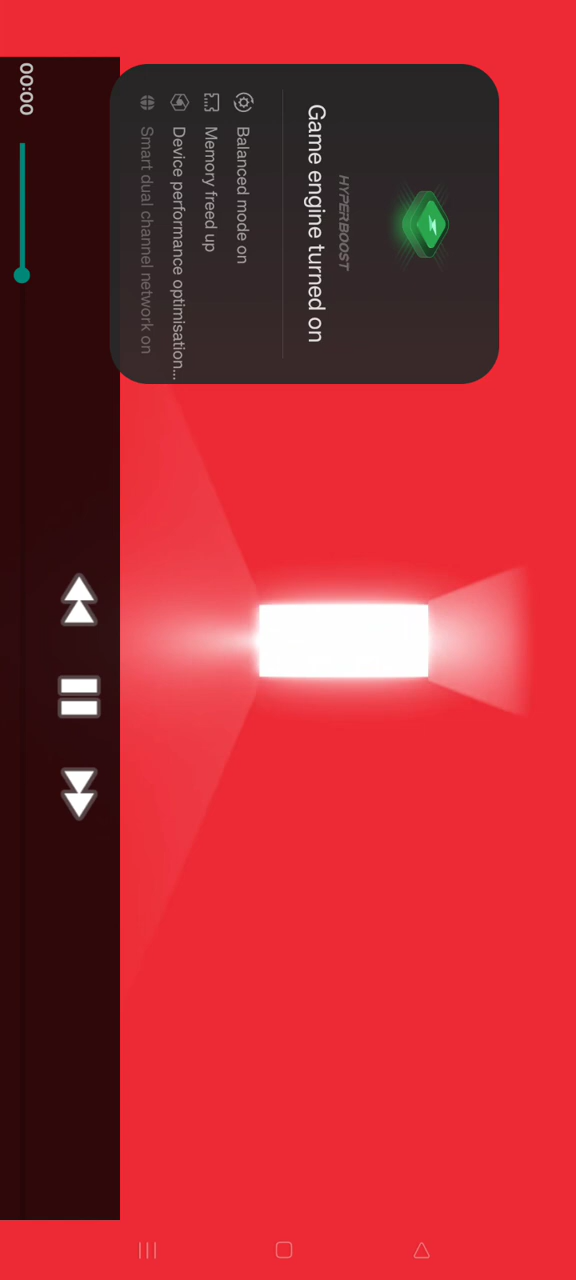 HYPERBOOST
Game engine turned on
Balanced mode on
Memory freed up
Device performance optimisation...
Smart dual channel network on
00:00